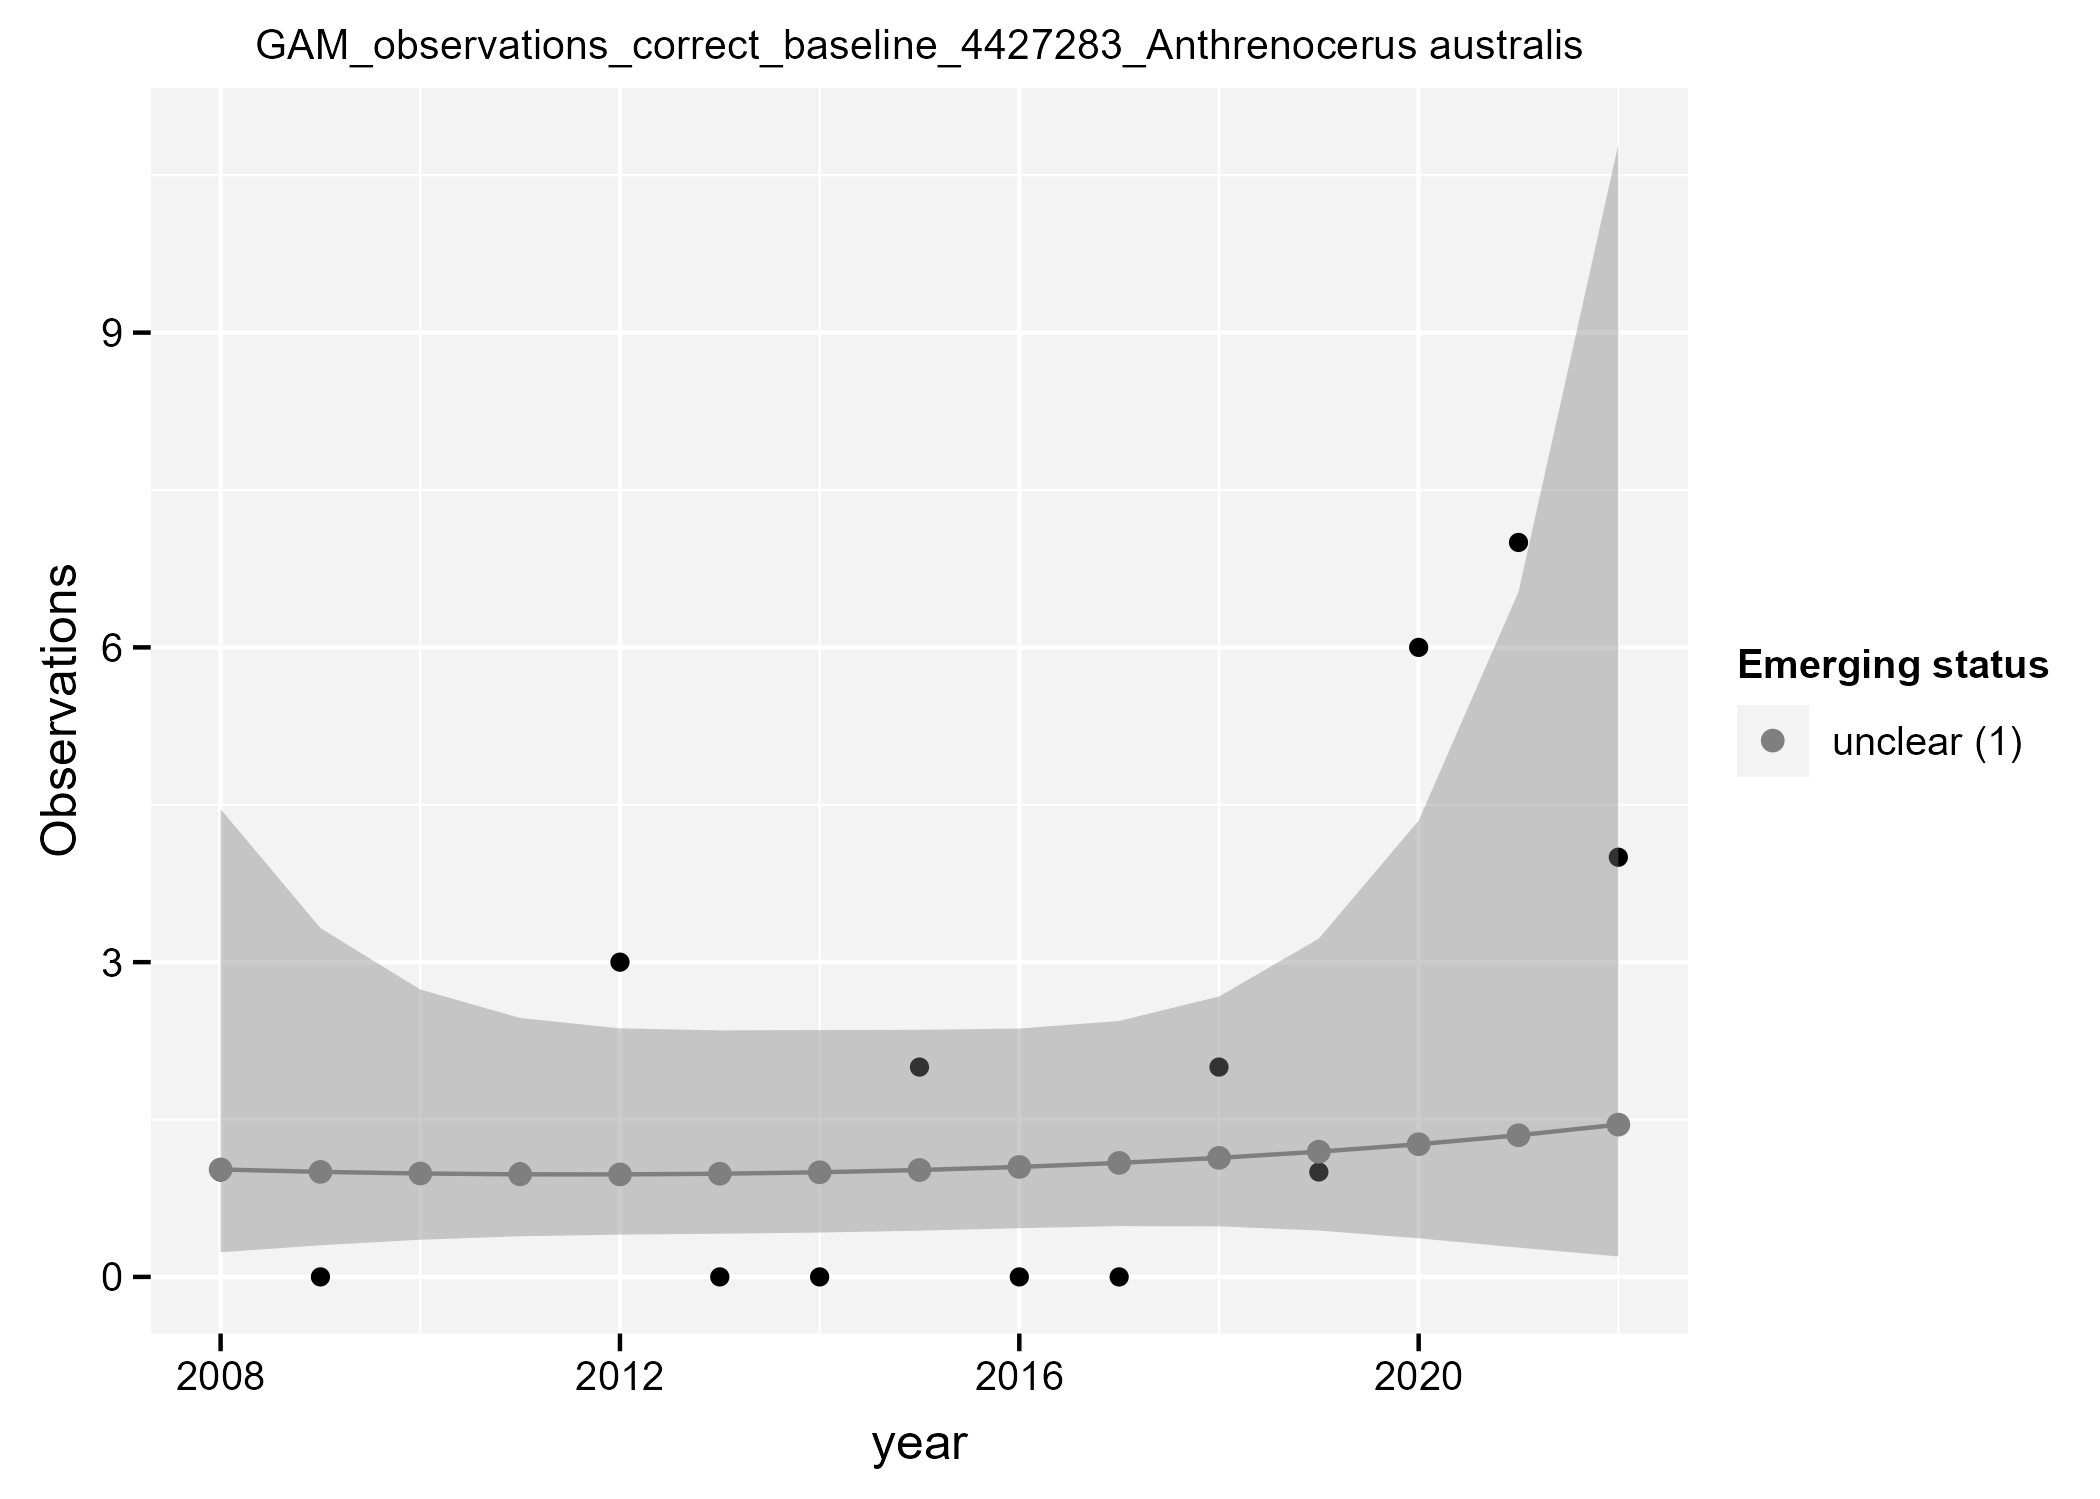 GAM_observations_correct_baseline_4427283_Anthrenocerus australis
Observations
9
6
3
0
2008
2012
2016
2020
year
Emerging status
unclear (1)